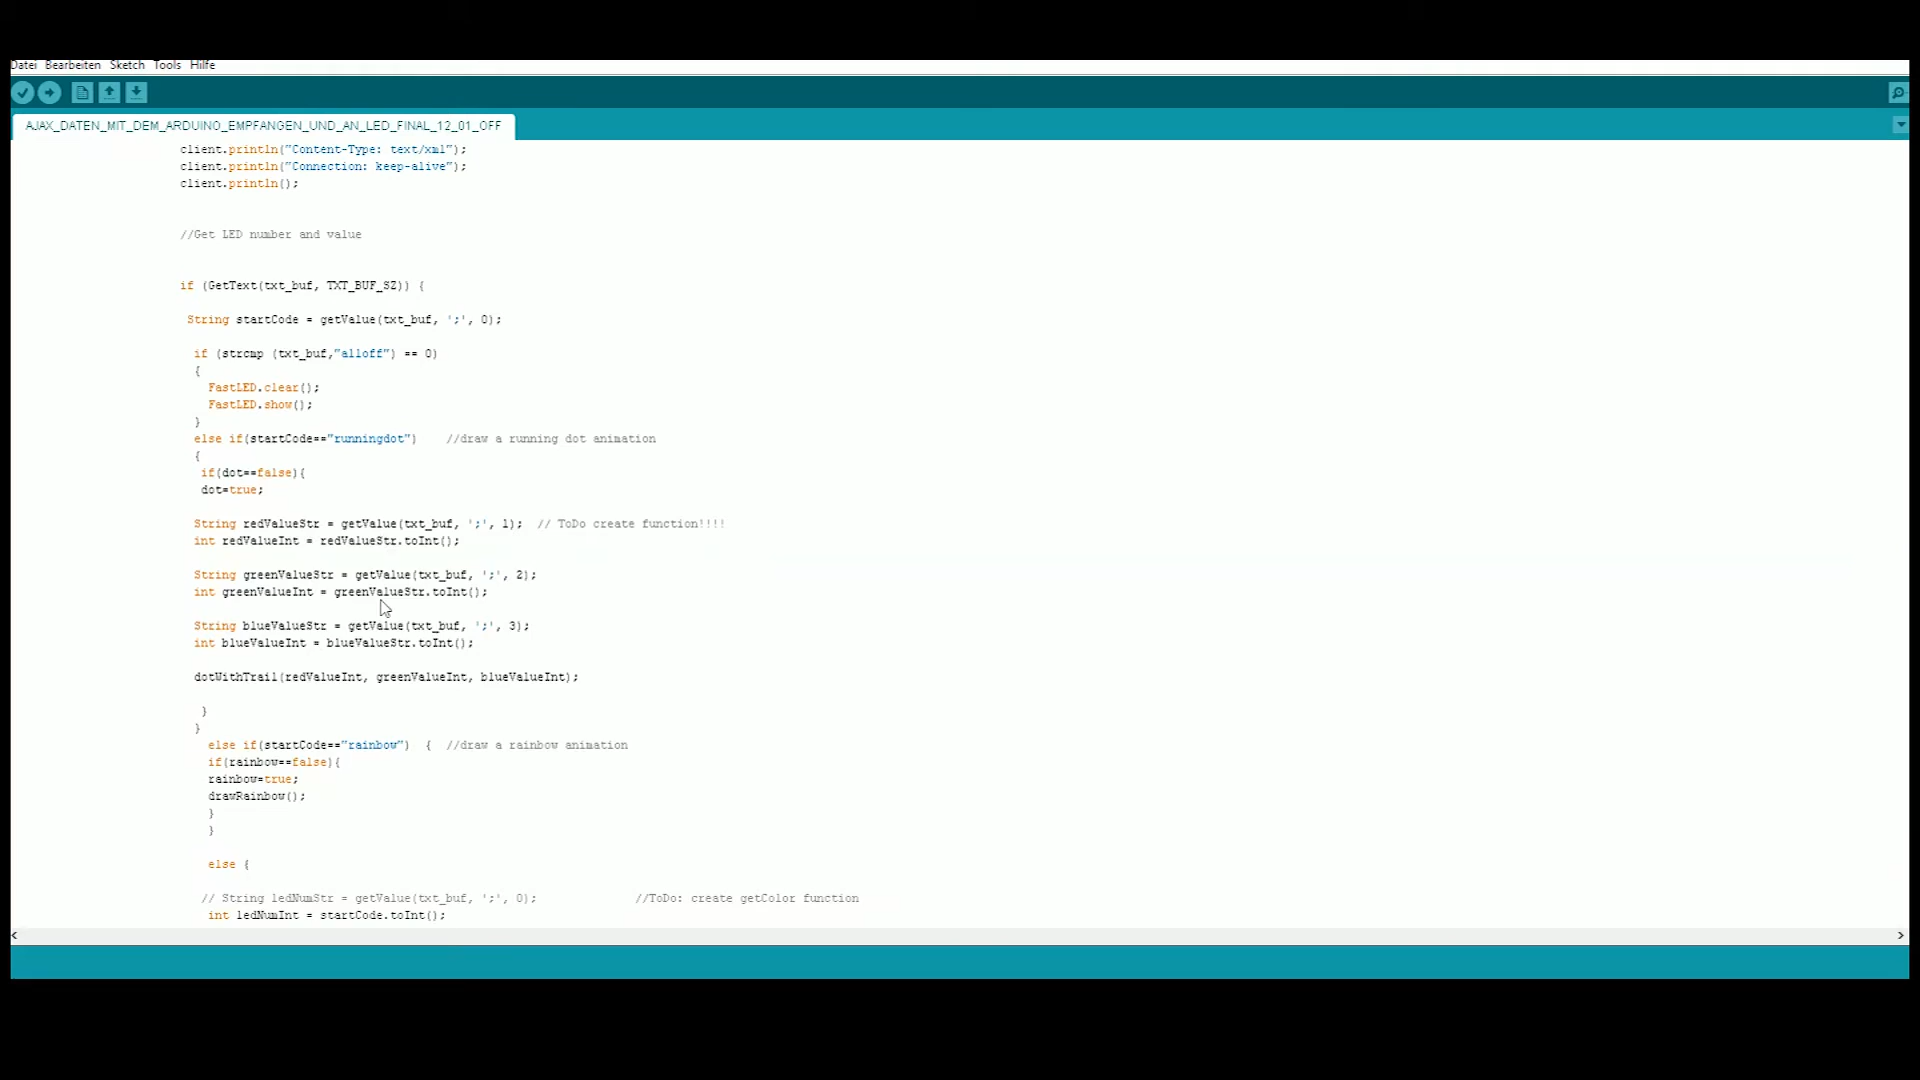 Datei Bearbeiten Sketch Tools Hilfe
AJAX_DATEN_MIT_DEM_ARDUINO_EMPFANGEN_UND_AN_LED_FINAL_12_01_OFF
client.println("Content-Type: text/xml");
client.println("Connection: keep-alive");
client.println();
//Get LED number and value
if (GetText(txt_buf, TXT_BUF_SZ)) {
String startCode = getValue(txt_buf, ';', 0);
if (strcmp (txt_buf,"alloff") == 0)
{
FastLED.clear();
FastLED.show();
}
else if(startCode=="runningdot") //draw a running dot animation
{
if(dot==false){
dot=true;
String redValueStr = getValue(txt_buf, ';', 1); // ToDo create function!!!!
int redValueInt = redValueStr.toInt();
String greenValueStr = getValue(txt_buf, ';', 2);
int greenValueInt = greenValueStr.toInt();
String blueValueStr = getValue(txt_buf, ';', 3);
int blueValueInt = blueValueStr.toInt();
dotWithTrail(redValueInt, greenValueInt, blueValueInt);
}
}
else if(startCode=="rainbow") { //draw a rainbow animation
if(rainbow==false){
rainbow=true;
drawRainbow();
}
}
else {
// String ledNumStr = getValue(txt_buf, ';', 0); //ToDo: create getColor function
int ledNumInt = startCode.toInt();